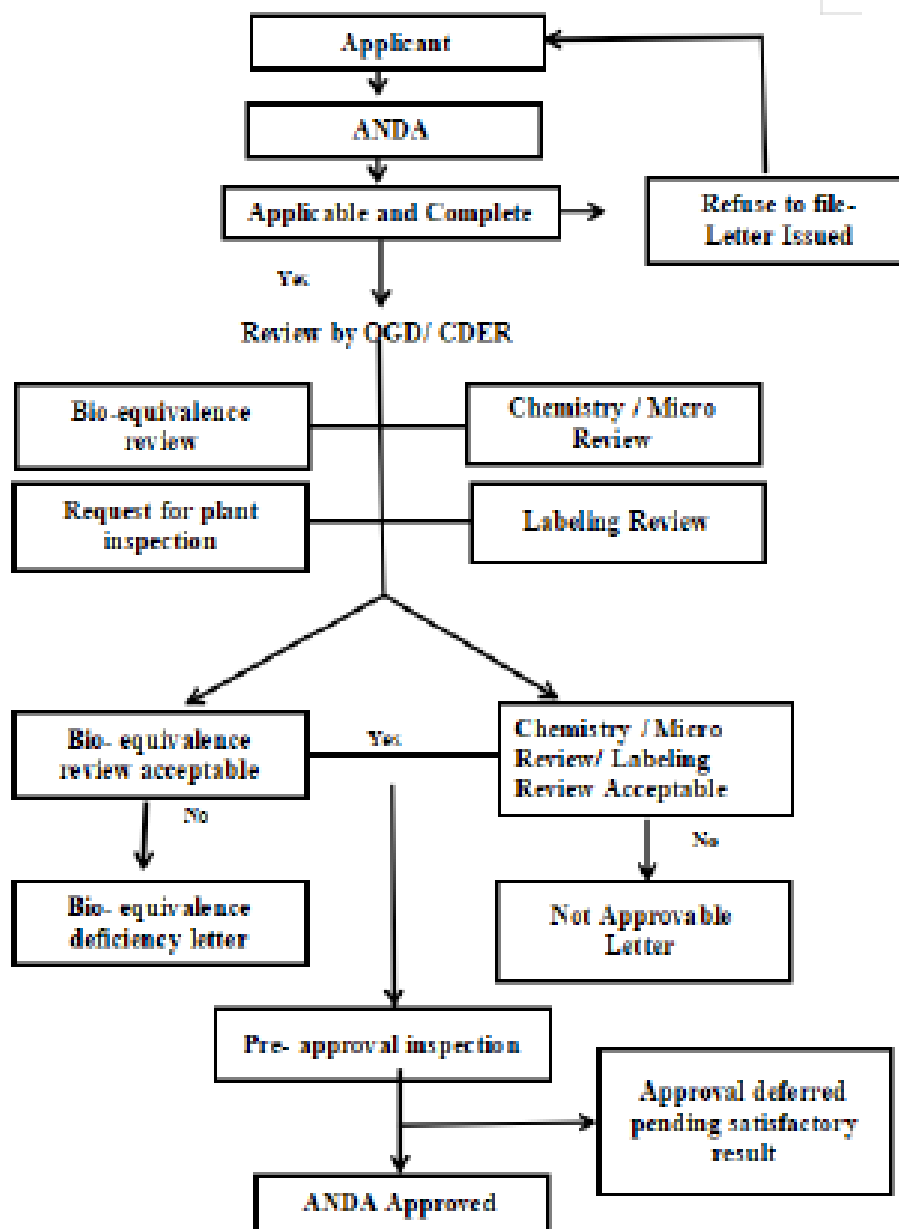 Applicant
ANDA
Applicable and Complete
Refuse to file-
Letter Issued
Yes
Review by OGD/ CDER
Bio-equivalence
review
Chemistry / Micro
Review
Request for plant
inspection
Labeling Review
Bio- equivalence
review acceptable
Yes
Chemistry / Micro
Review/ Labeling
Review Acceptable
No
No
Bio- equivalence
deficiency letter
Not Approvable
Letter
Pre- approval inspection
Approval deferred
pending satisfactory
result
ANDA Approved